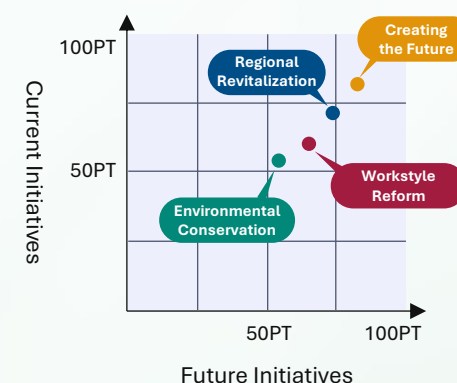 Creating
the Future
100PT
Regional
Revitalization
Current Initiatives
50PT
Workstyle
Reform
Environmental
Conservation
50PT
100PT
Future Initiatives